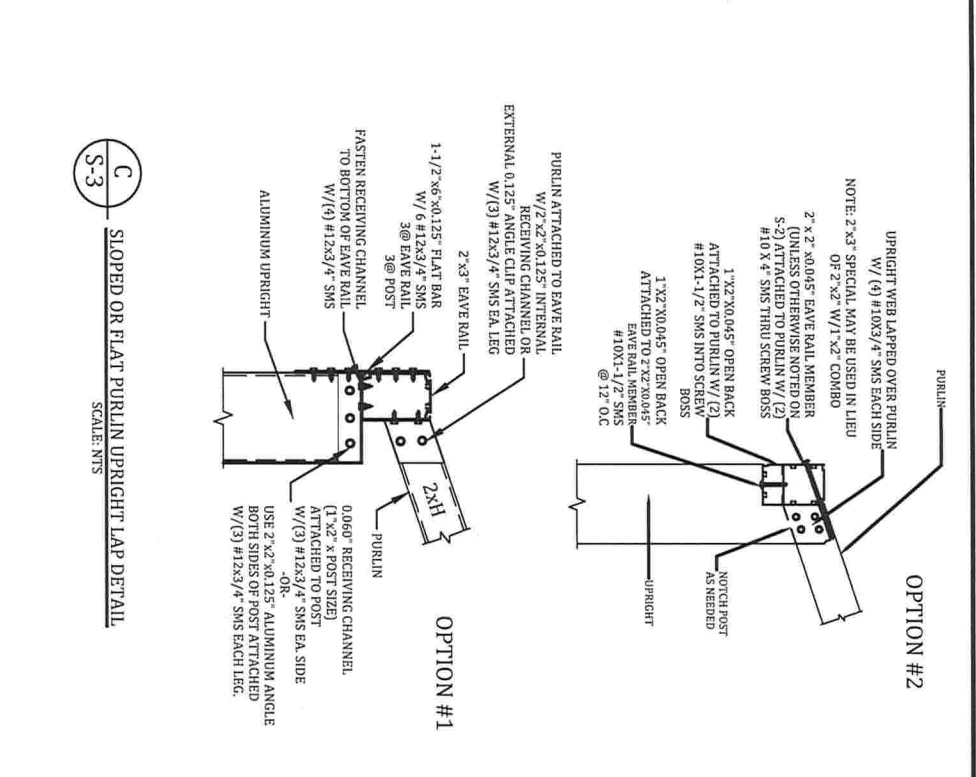 OPTION #2
PURLIN
UPRIGHT WEB LAPPED OVER PURLIN
W/ (4) #10X3/4" SMS EACH SIDE
NOTE: 2"x3" SPECIAL MAY BE USED IN LIEU
OF 2"x2" W/1"x2" COMBO
2" x 2" x0.045" EAVE RAIL MEMBER
(UNLESS OTHERWISE NOTED ON
S-2) ATTACHED TO PURLIN W/ (2)
#10 X 4" SMS THRU SCREW BOSS
1"X2"X0.045" OPEN BACK
ATTACHED TO PURLIN W/ (2)
#10X1-1/2" SMS INTO SCREW
BOSS
1"X2"X0.045" OPEN BACK
ATTACHED TO 2"X2"X0.045"
EAVE RAIL MEMBER
#10X1-1/2" SMS
@ 12" O.C
NOTCH POST
AS NEEDED
UPRIGHT
OPTION #1
PURLIN ATTACHED TO EAVE RAIL
W/2"x2"x0.125" INTERNAL
RECEIVING CHANNEL OR
EXTERNAL 0.125" ANGLE CLIP ATTACHED
W/(3) #12x3/4" SMS EA. LEG
2"x3" EAVE RAIL
1-1/2"x6"x0.125" FLAT BAR
W/ 6 #12x3/4" SMS
3@ EAVE RAIL
3@ POST
FASTEN RECEIVING CHANNEL
TO BOTTOM OF EAVE RAIL
W/(4) #12x3/4" SMS
ALUMINUM UPRIGHT
2xH
PURLIN
0.060" RECEIVING CHANNEL
(1"x2" x POST SIZE)
ATTACHED TO POST
W/(3) #12x3/4" SMS EA. SIDE
-OR-
USE 2"x2"x0.125" ALUMINUM ANGLE
BOTH SIDES OF POST ATTACHED
W/(3) #12x3/4" SMS EACH LEG.
C
S-3
SLOPED OR FLAT PURLIN UPRIGHT LAP DETAIL
SCALE: NTS